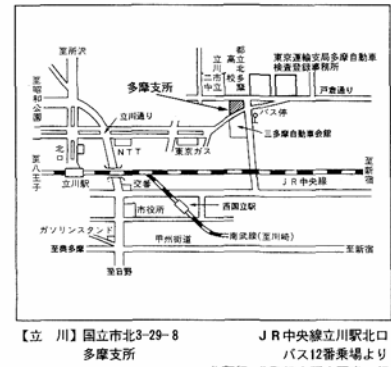 至所沢
都立北多摩高校
立川二中
東京運輸支局多摩自動車
検査登録事務所
多摩支所
戸倉通り
至昭和公園
立川通り
バス停
三多摩自動車会館
北口
NTT
東京ガス
至八王子
立川駅
交番
JR中央線
至新宿
市役所
西国立駅
ガソリンスタンド
甲州街道
南武線(至川崎)
至奥多摩
至新宿
至日野
【立 川】国立市北3-29-8
多摩支所
JR中央線立川駅北口
バス12番乗場より